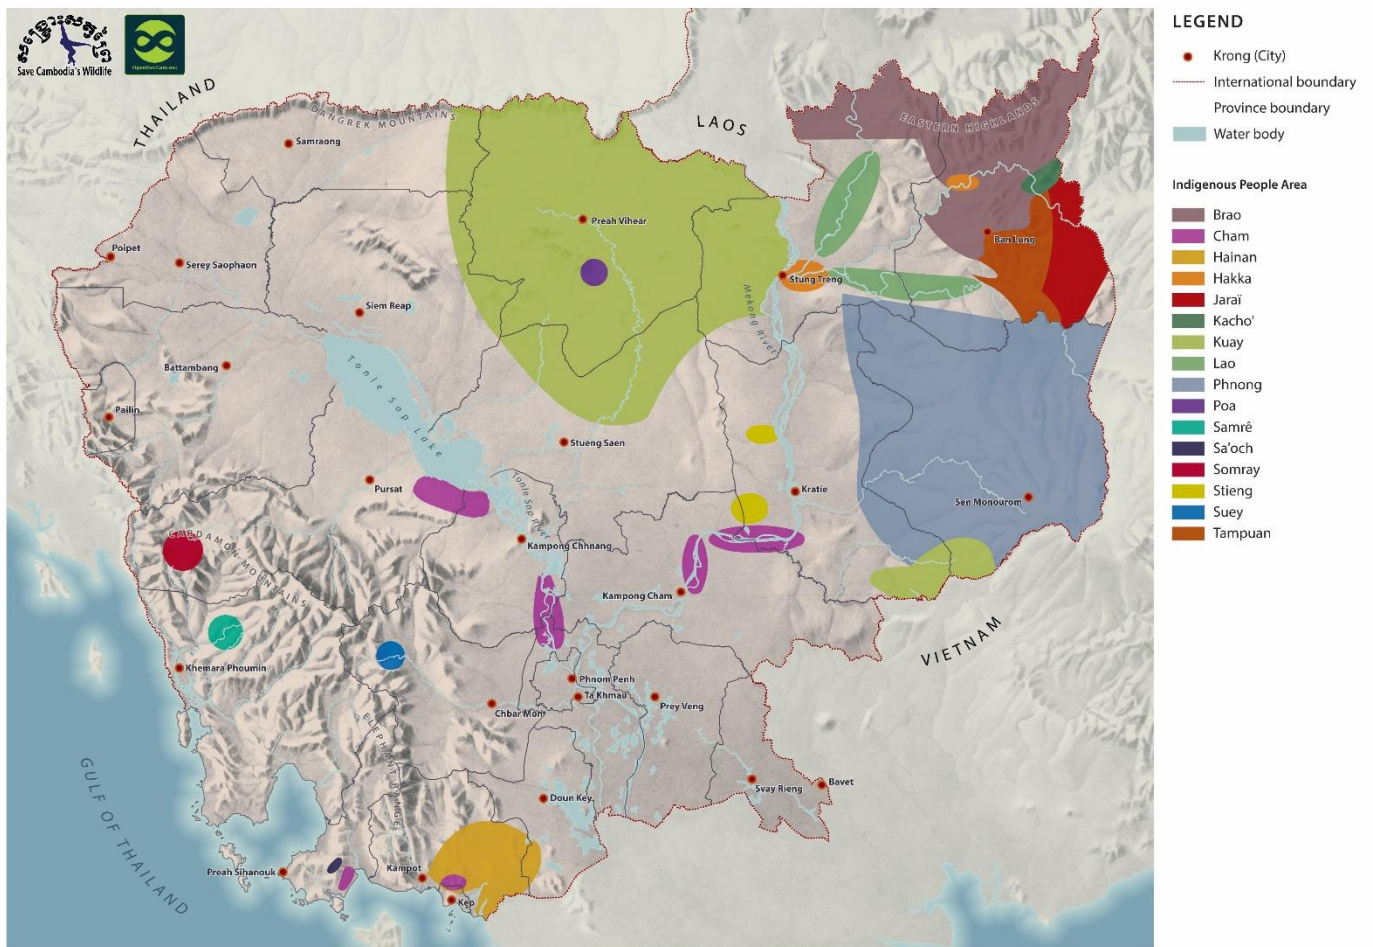 Save Cambodia's Wildlife
THAILAND
DANGREK MOUNTAINS
LAOS
EASTERN HIGHLANDS
Samraong
Preah Vihear
Poipet
Serey Saophaon
Ban Lung
Stung Treng
Siem Reap
Mekong River
Battambang
Tonle Sap Lake
Pailin
Stueng Saen
Pursat
Kratie
Sen Monourom
Tonle Sap River
CARDAMON MOUNTAINS
Kampong Chhnang
Kampong Cham
VIETNAM
Khemara Phoumin
Phnom Penh
Ta Khmau
Prey Veng
Chbar Mon
ELEPHANT RANGE
GULF OF THAILAND
Svay Rieng
Bavet
Doun Key
Preah Sihanouk
Kampot
Kep
LEGEND
Krong (City)
International boundary
Province boundary
Water body
Indigenous People Area
Brao
Cham
Hainan
Hakka
Jaraï
Kacho'
Kuay
Lao
Phnong
Poa
Samrê
Sa'och
Somray
Stieng
Suey
Tampuan